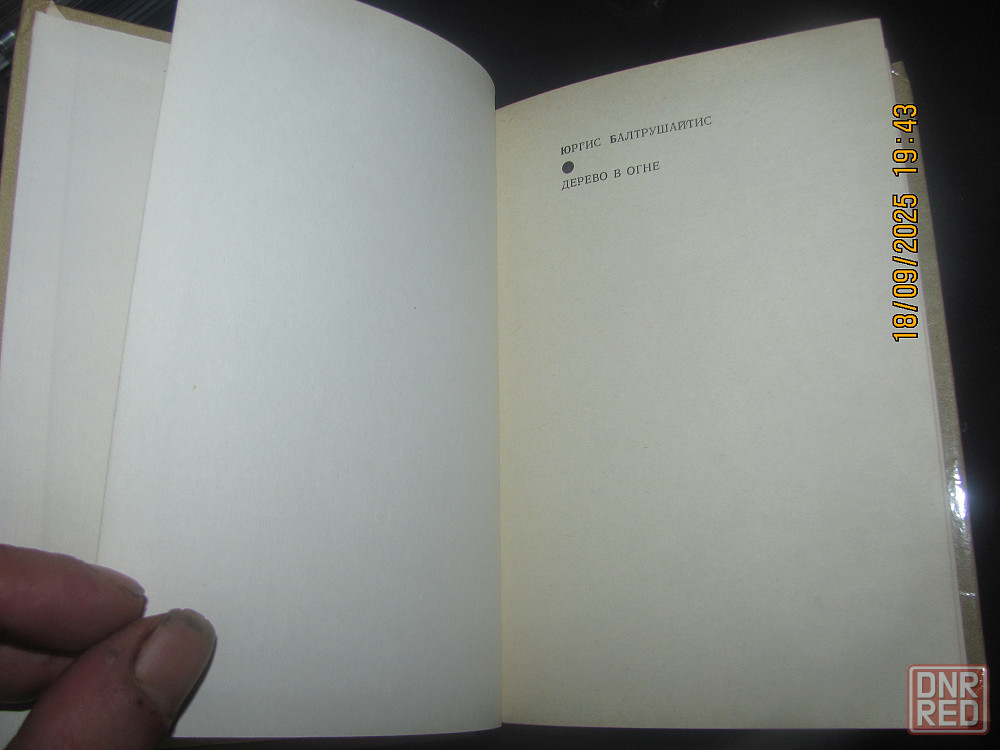 ЮРГИС БАЛТРУШАЙТИС
ДЕРЕВО В ОГНЕ
18/09/2025 19:43
DNR
RED